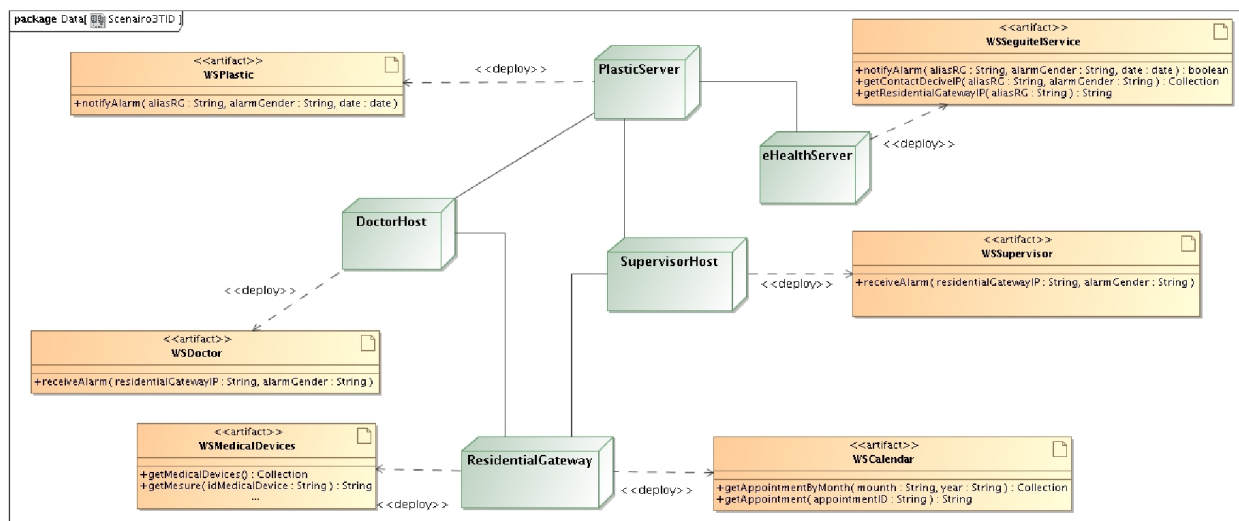 package Data[ Scenairo3TID ]
<<artifact>>
WSPlastic
+notifyAlarm( aliasRG : String, alarmGender : String, date : date )
<<deploy>>
PlasticServer
<<artifact>>
WSSeguitelService
+notifyAlarm( aliasRG : String, alarmGender : String, date : date ) : boolean
+getContactDeciveIP( aliasRG : String, alarmGender : String ) : Collection
+getResidentialGatewayIP( aliasRG : String ) : String
<<deploy>>
eHealthServer
DoctorHost
<<deploy>>
SupervisorHost
<<deploy>>
<<artifact>>
WSSupervisor
+receiveAlarm( residentialGatewayIP : String, alarmGender : String )
<<artifact>>
WSDoctor
+receiveAlarm( residentialGatewayIP : String, alarmGender : String )
<<artifact>>
WSMedicalDevices
+getMedicalDevices() : Collection
+getMesure( idMedicalDevice : String ) : String
...
<<deploy>>
ResidentialGateway
<<deploy>>
<<artifact>>
WSCalendar
+getAppointmentByMonth( mounth : String, year : String ) : Collection
+getAppointment( appointmentID : String ) : String